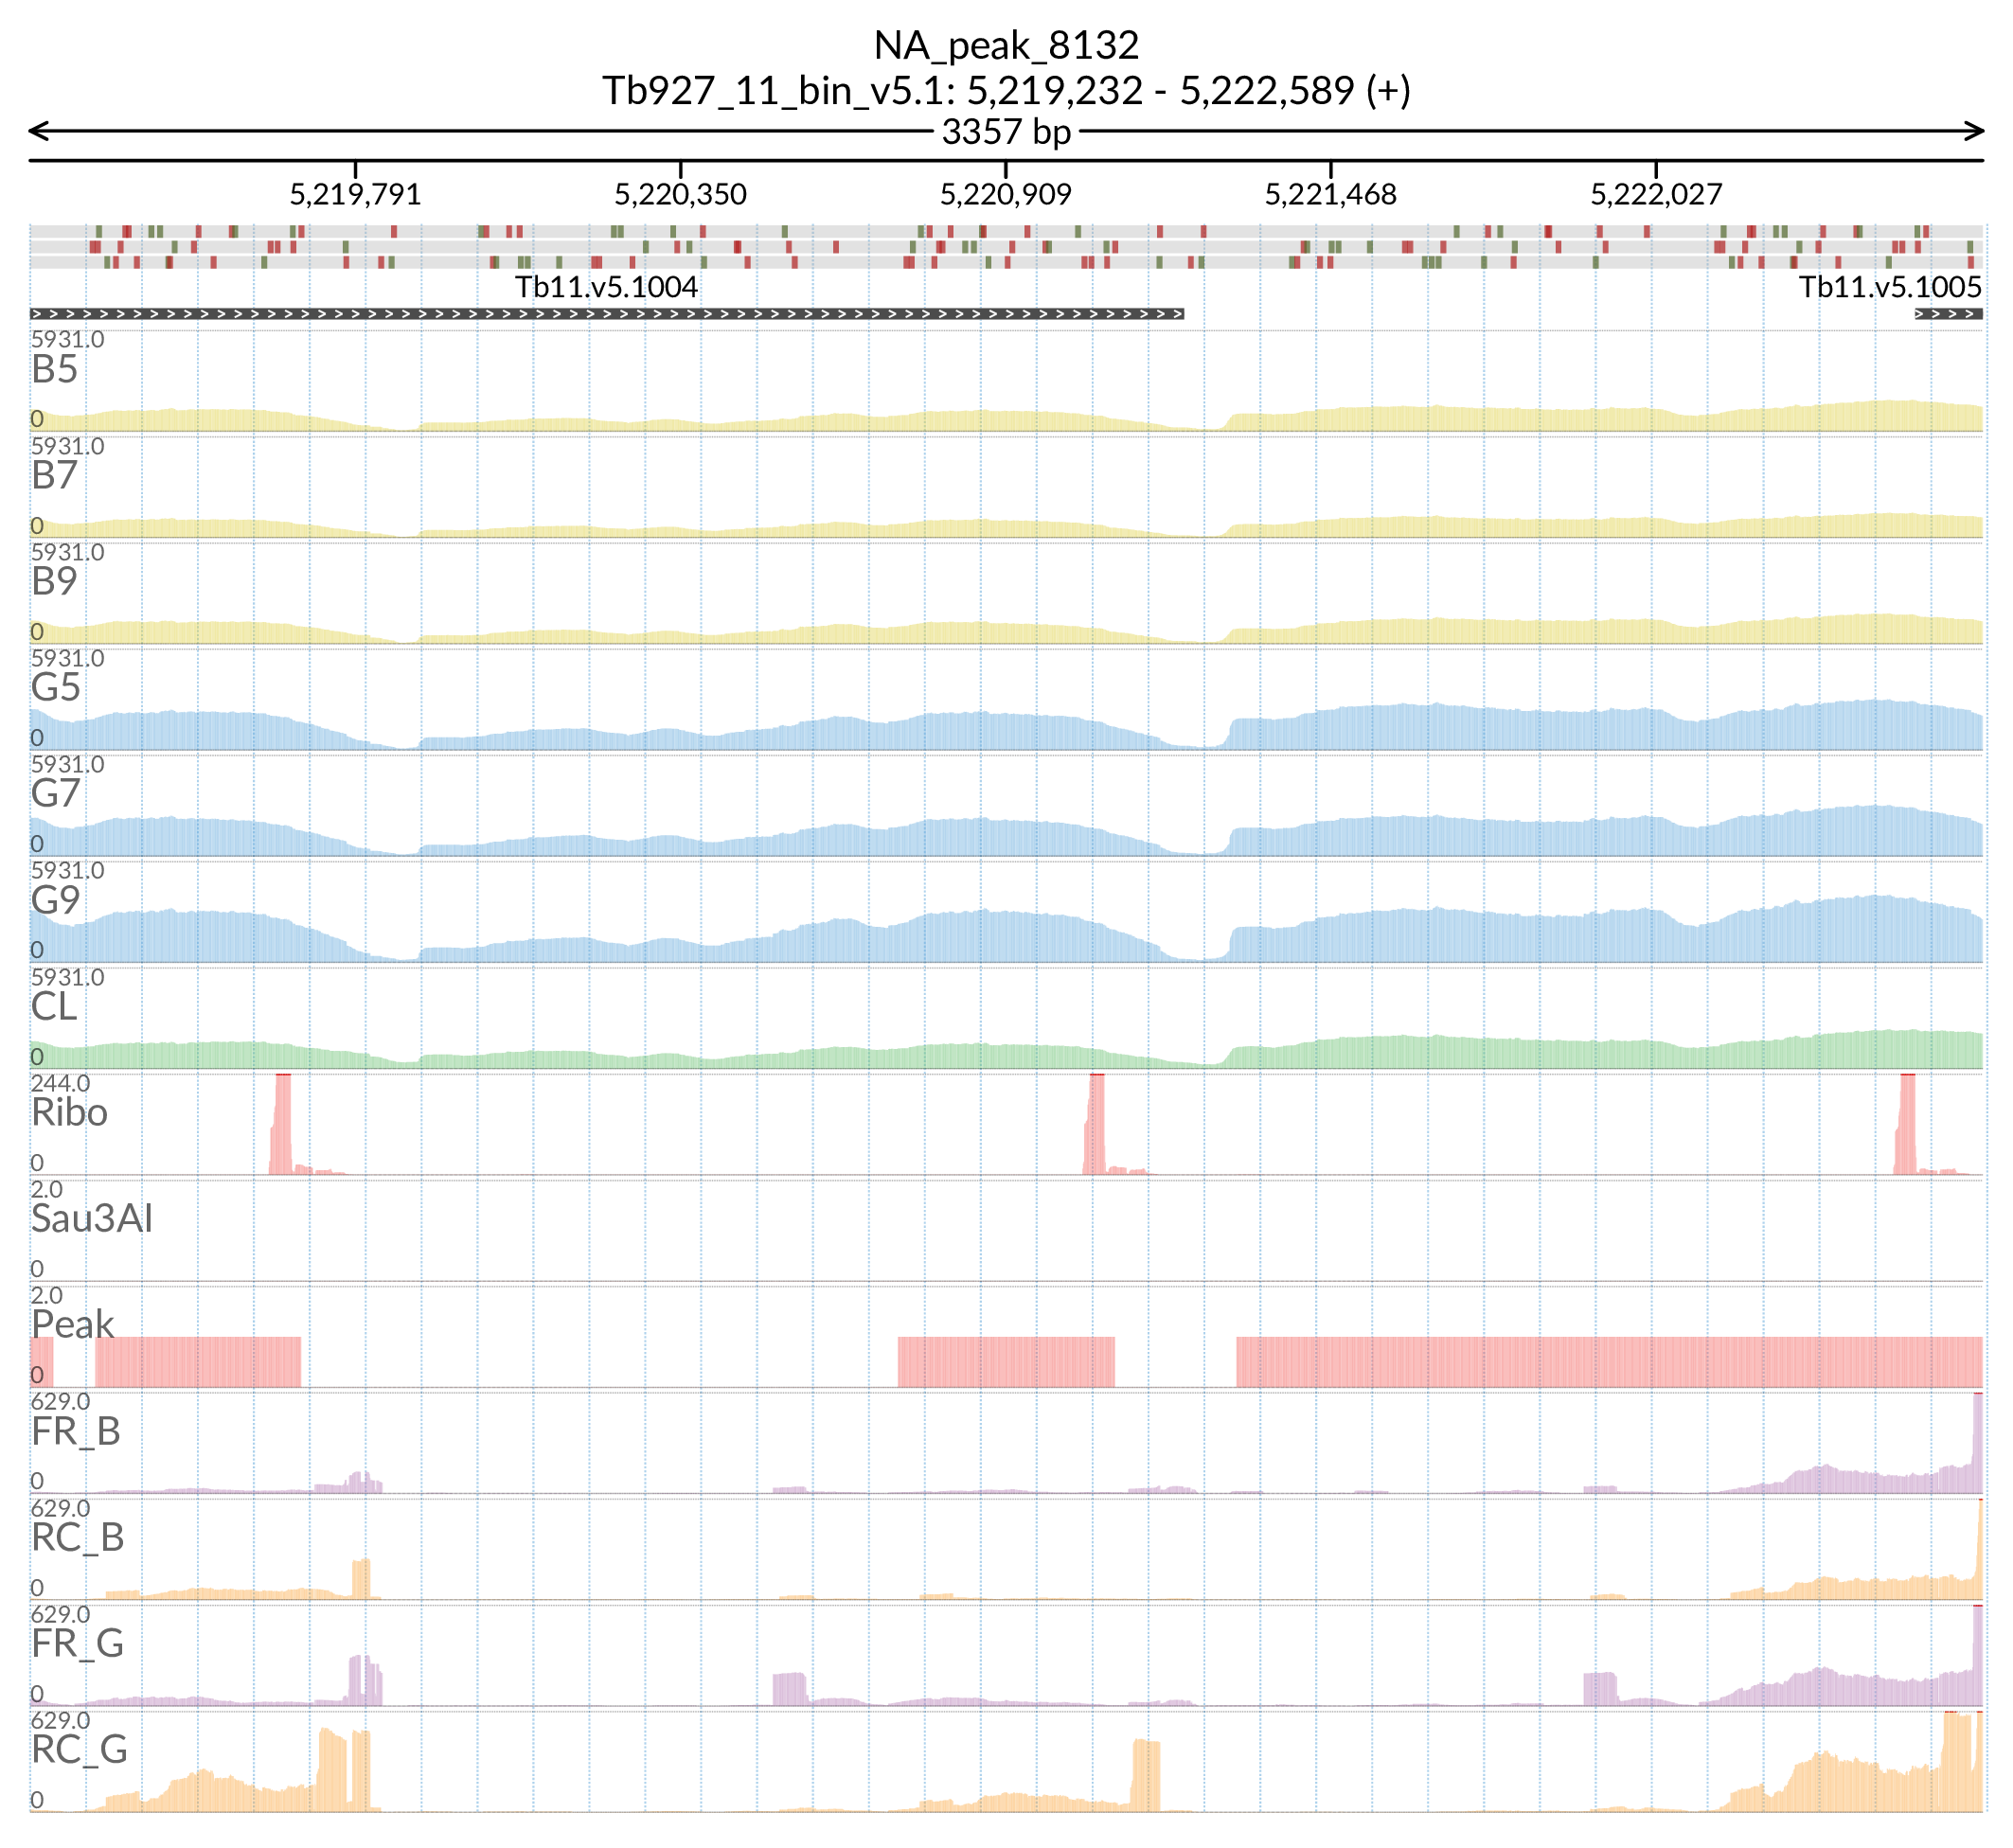 NA_peak_8132
Tb927_11_bin_v5.1: 5,219,232 - 5,222,589 (+)
3357 bp
5,219,791 5,220,350 5,220,909 5,221,468 5,222,027
Tb11.v5.1004 Tb11.v5.1005
5931.0
B5
0
5931.0
B7
0
5931.0
B9
0
5931.0
G5
0
5931.0
G7
0
5931.0
G9
0
5931.0
CL
0
244.0
Ribo
0
2.0
Sau3AI
0
2.0
Peak
0
629.0
FR_B
0
629.0
RC_B
0
629.0
FR_G
0
629.0
RC_G
0